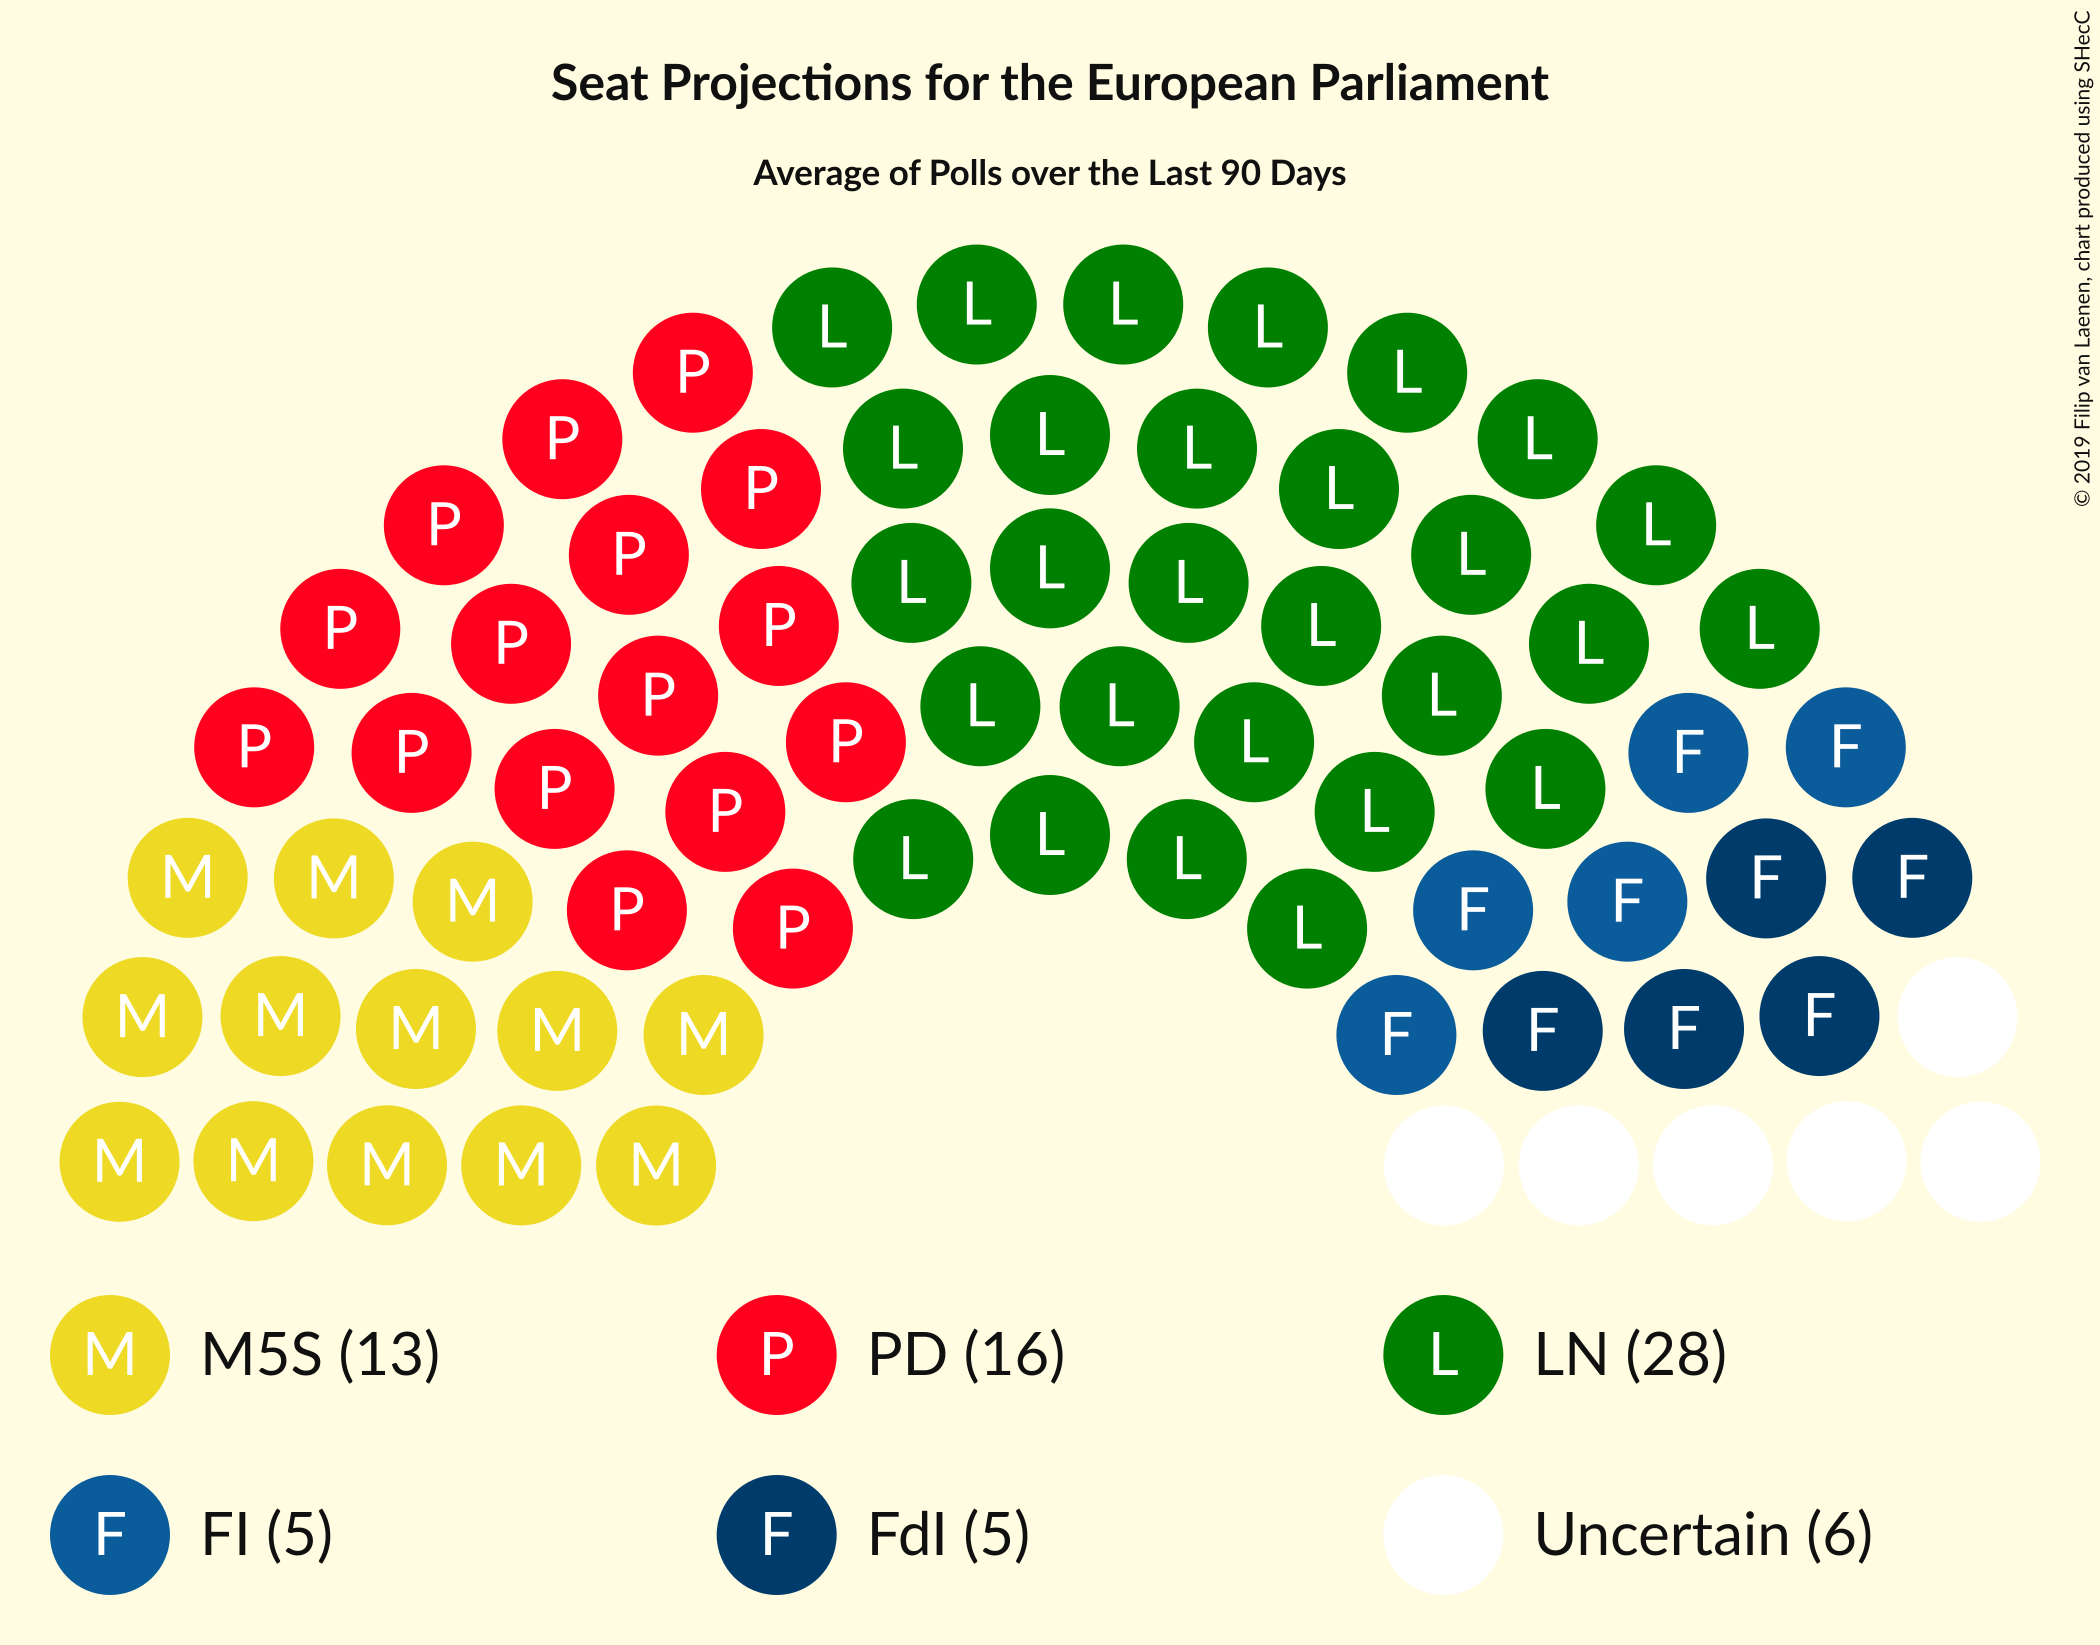 Seat Projections for the European Parliament
Average of Polls over the Last 90 Days
© 2019 Filip van Laenen, chart produced using SHecC
L L L L
P L
P L
L L L
P L
P L
P L
L L L
P L
P L
P L
P L
P L
L L L
P L
P F F
P L
P L
L L L
M M F F
M F
P F
P L
M M F
M F
M F
M F
M M M M M
M M5S (13)
P PD (16)
L LN (28)
F FI (5)
F FdI (5)
Uncertain (6)